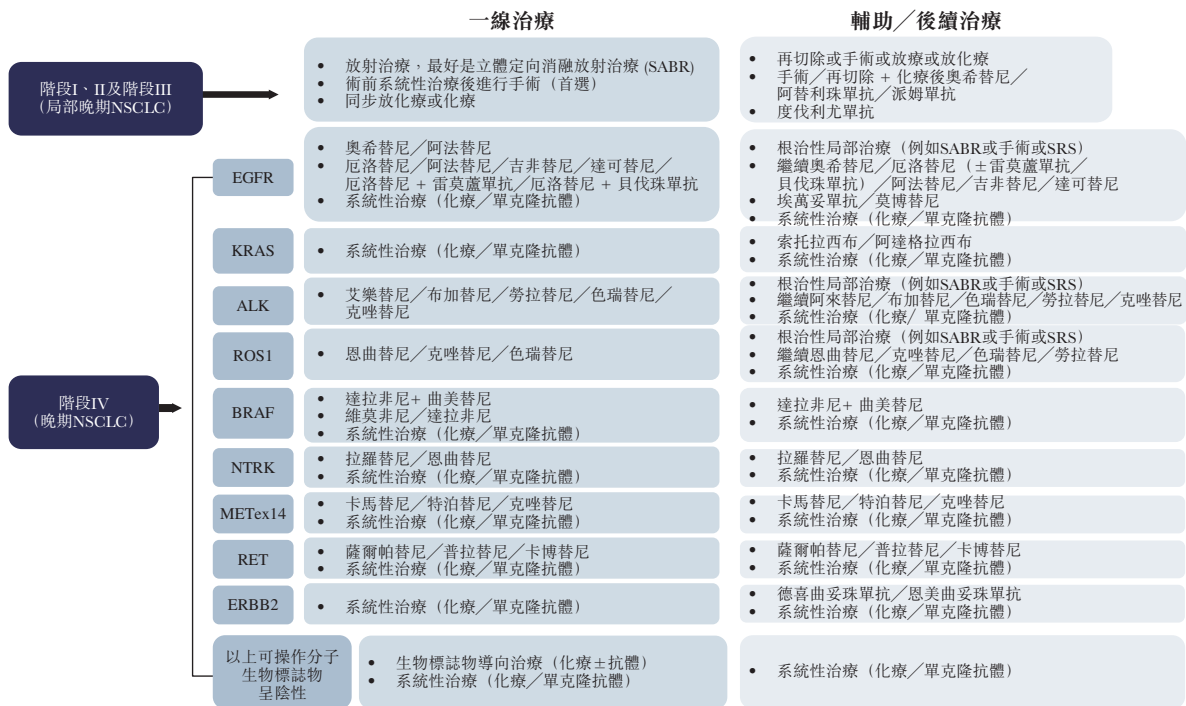 一線治療
輔助／後續治療
階段I、II及階段III
（局部晚期NSCLC）
• 放射治療，最好是立體定向消融放射治療 (SABR)
• 術前系統性治療後進行手術（首選）
• 同步放化療或化療
• 再切除或手術或放療或放化療
• 手術／再切除 + 化療後奧希替尼／
阿替利珠單抗／派姆單抗
• 度伐利尤單抗
階段IV
（晚期NSCLC）
EGFR
• 奧希替尼／阿法替尼
• 厄洛替尼／阿法替尼／吉非替尼／達可替尼／
厄洛替尼 + 雷莫蘆單抗／厄洛替尼 + 貝伐珠單抗
• 系統性治療（化療／單克隆抗體）
• 根治性局部治療（例如SABR或手術或SRS）
• 繼續奧希替尼／厄洛替尼（±雷莫蘆單抗／
貝伐珠單抗）／阿法替尼／吉非替尼／達可替尼
• 埃萬妥單抗／莫博替尼
• 系統性治療（化療／單克隆抗體）
KRAS
• 系統性治療（化療／單克隆抗體）
• 索托拉西布／阿達格拉西布
• 系統性治療（化療／單克隆抗體）
ALK
• 艾樂替尼／布加替尼／勞拉替尼／色瑞替尼／
克唑替尼
• 根治性局部治療（例如SABR或手術或SRS）
• 繼續阿來替尼／布加替尼／色瑞替尼／勞拉替尼／克唑替尼
• 系統性治療（化療/ 單克隆抗體）
ROS1
• 恩曲替尼／克唑替尼／色瑞替尼
• 根治性局部治療（例如SABR或手術或SRS）
• 繼續恩曲替尼／克唑替尼／色瑞替尼／勞拉替尼
• 系統性治療（化療／單克隆抗體）
BRAF
• 達拉非尼+ 曲美替尼
• 維莫非尼／達拉非尼
• 系統性治療（化療／單克隆抗體）
• 達拉非尼+ 曲美替尼
• 系統性治療（化療／單克隆抗體）
NTRK
• 拉羅替尼／恩曲替尼
• 系統性治療（化療／單克隆抗體）
• 拉羅替尼／恩曲替尼
• 系統性治療（化療／單克隆抗體）
METex14
• 卡馬替尼／特泊替尼／克唑替尼
• 系統性治療（化療／單克隆抗體）
• 卡馬替尼／特泊替尼／克唑替尼
• 系統性治療（化療／單克隆抗體）
RET
• 薩爾帕替尼／普拉替尼／卡博替尼
• 系統性治療（化療／單克隆抗體）
• 薩爾帕替尼／普拉替尼／卡博替尼
• 系統性治療（化療／單克隆抗體）
ERBB2
• 系統性治療（化療／單克隆抗體）
• 德喜曲妥珠單抗／恩美曲妥珠單抗
• 系統性治療（化療／單克隆抗體）
以上可操作分子
生物標誌物
呈陰性
• 生物標誌物導向治療（化療±抗體）
• 系統性治療（化療／單克隆抗體）
• 系統性治療（化療／單克隆抗體）